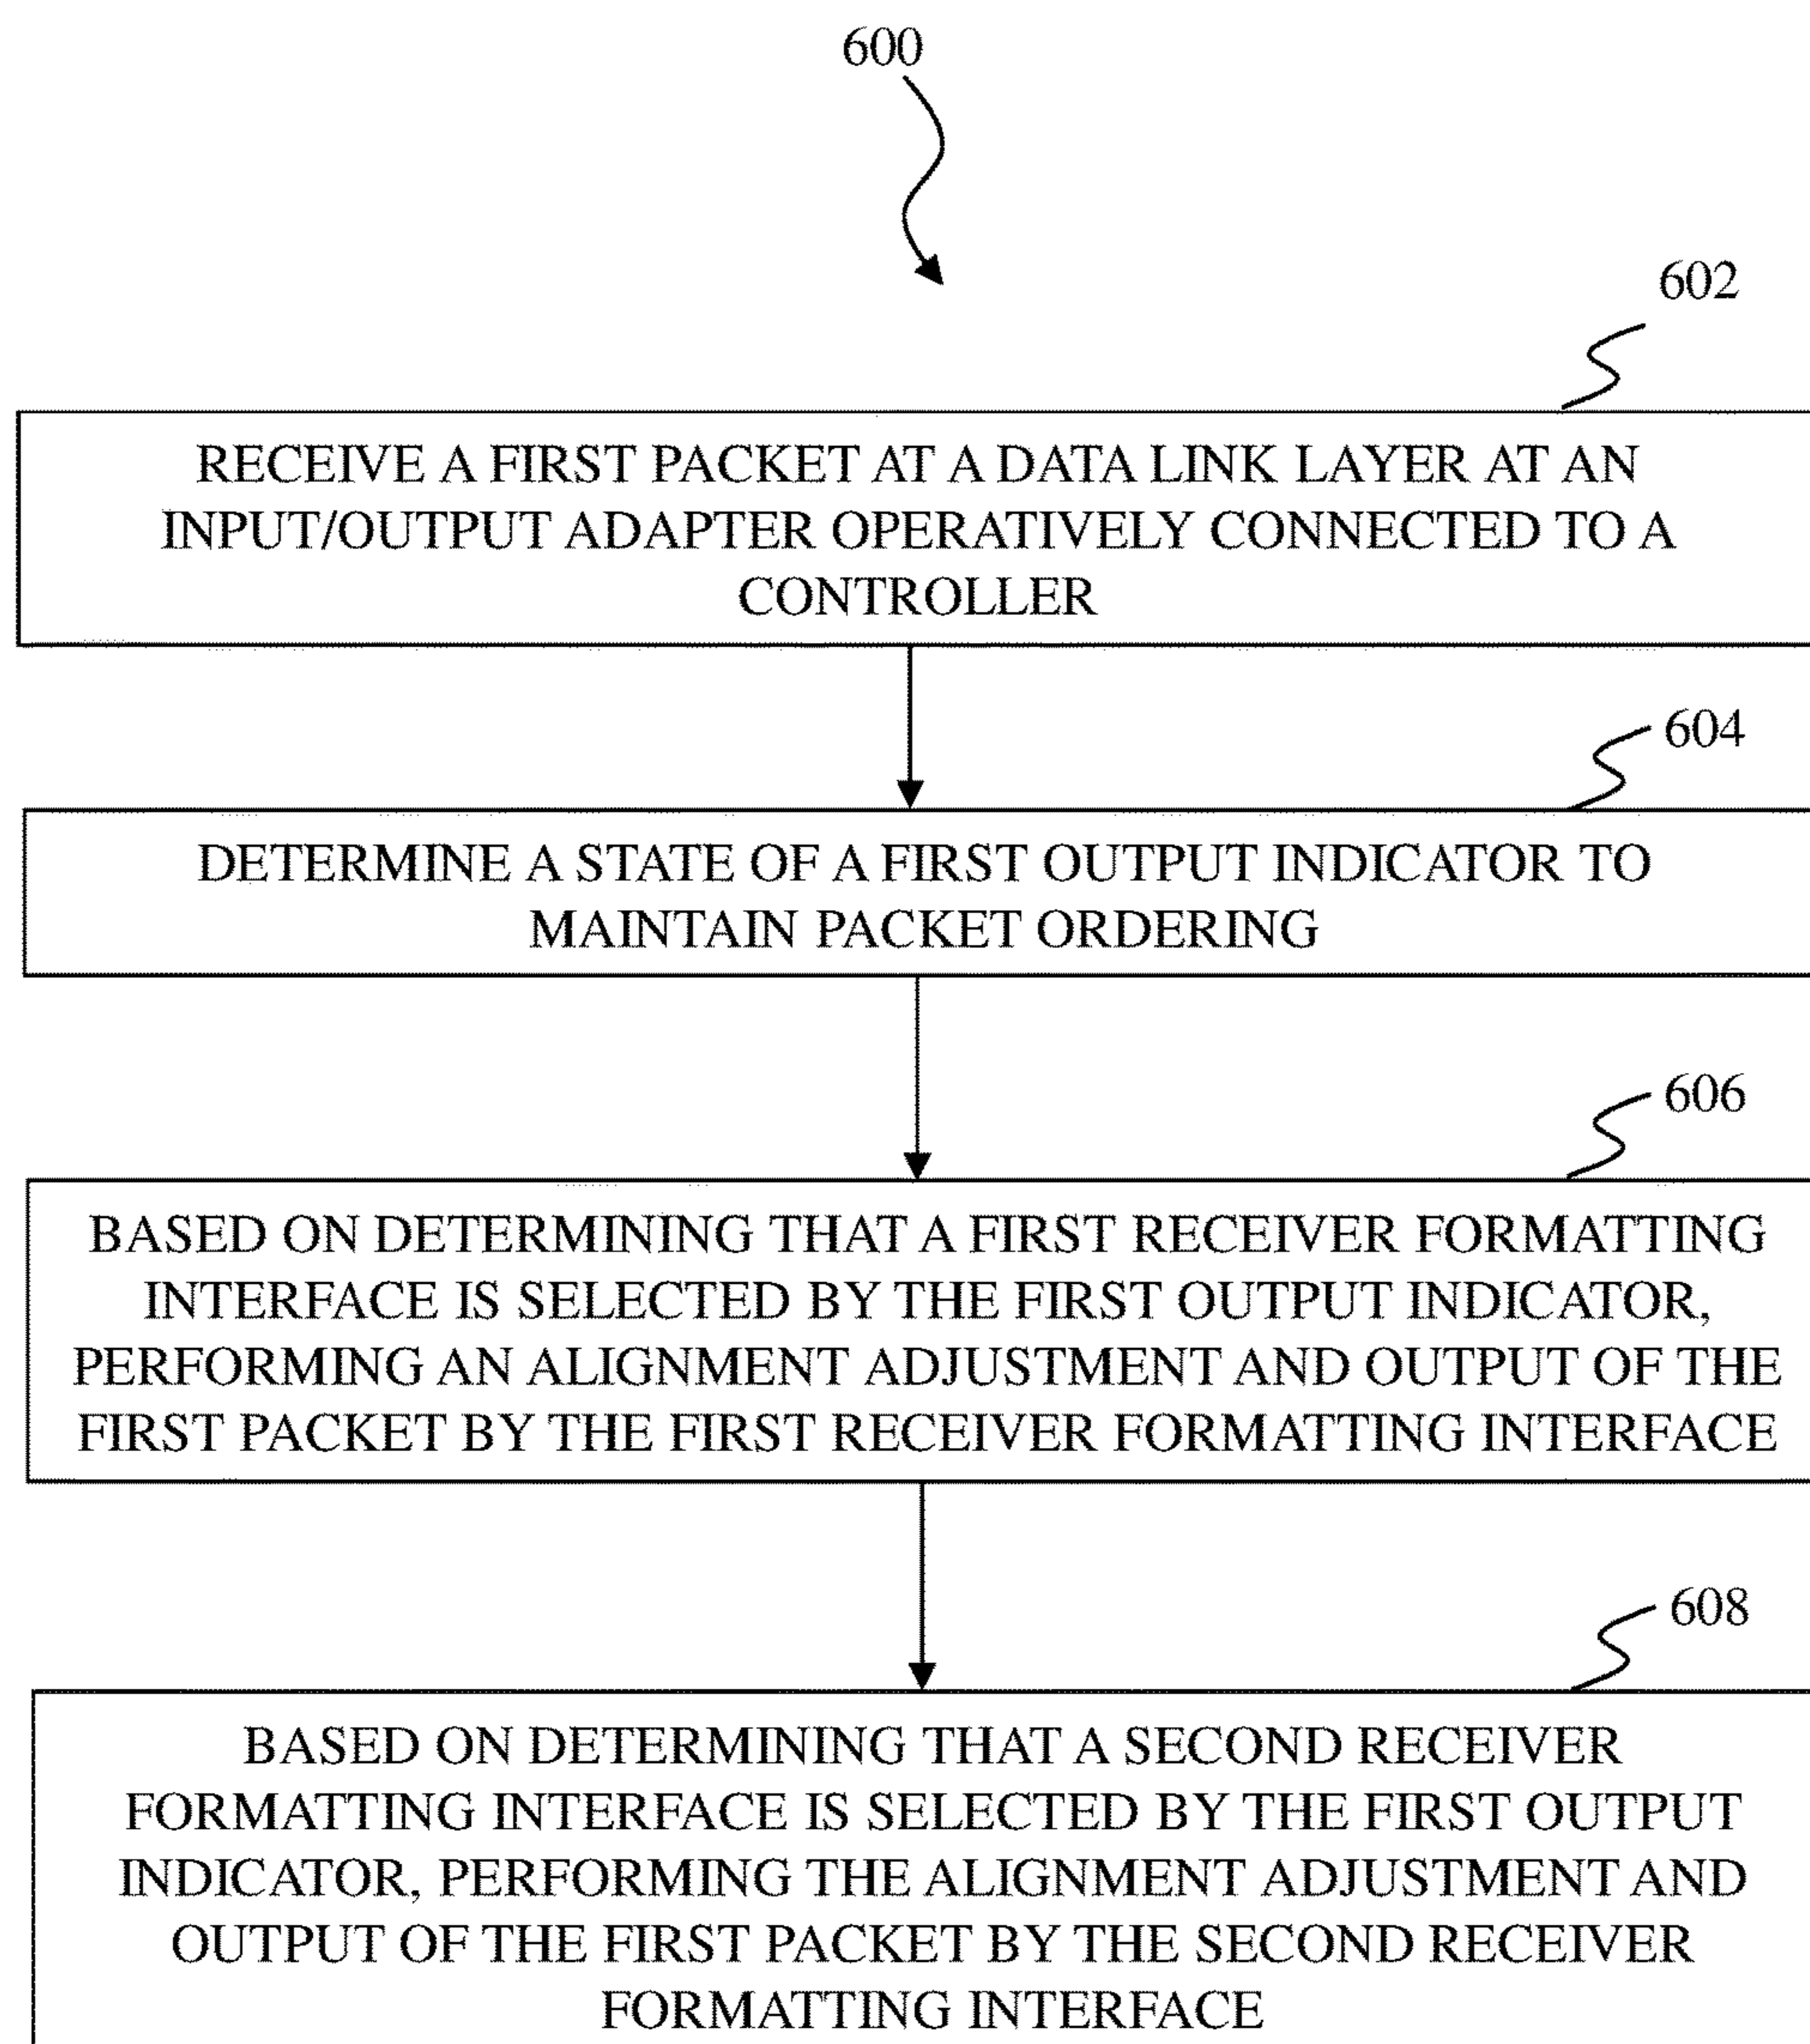 600
602
RECEIVE A FIRST PACKET AT A DATA LINK LAYER AT AN
INPUT/OUTPUT ADAPTER OPERATIVELY CONNECTED TO A
CONTROLLER
604
DETERMINE A STATE OF A FIRST OUTPUT INDICATOR TO
MAINTAIN PACKET ORDERING
606
BASED ON DETERMINING THAT A FIRST RECEIVER FORMATTING
INTERFACE IS SELECTED BY THE FIRST OUTPUT INDICATOR,
PERFORMING AN ALIGNMENT ADJUSTMENT AND OUTPUT OF THE
FIRST PACKET BY THE FIRST RECEIVER FORMATTING INTERFACE
608
BASED ON DETERMINING THAT A SECOND RECEIVER
FORMATTING INTERFACE IS SELECTED BY THE FIRST OUTPUT
INDICATOR, PERFORMING THE ALIGNMENT ADJUSTMENT AND
OUTPUT OF THE FIRST PACKET BY THE SECOND RECEIVER
FORMATTING INTERFACE